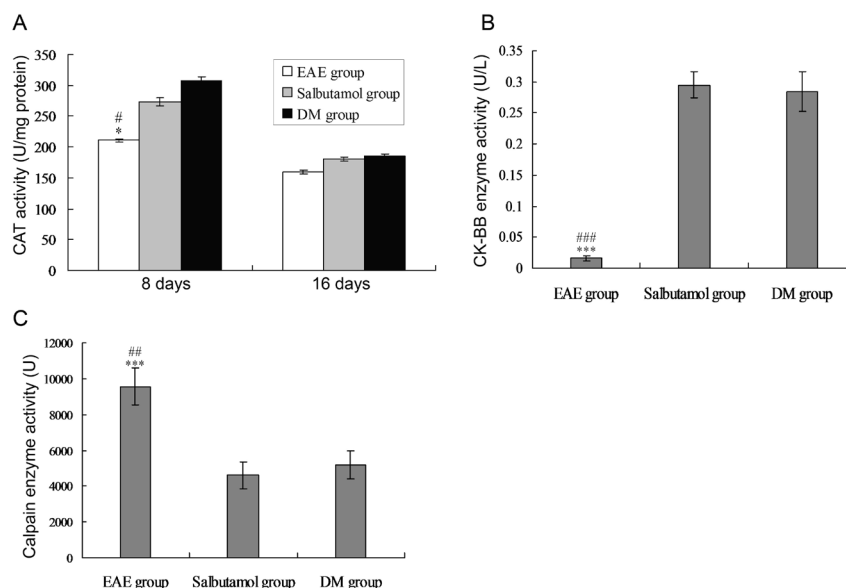 A
CAT activity (U/mg protein)
350
300
250
200
150
100
50
0
#
*
EAE group
Salbutamol group
DM group
8 days
16 days
B
CK-BB enzyme activity (U/L)
0.35
0.3
0.25
0.2
0.15
0.1
0.05
0
###
***
EAE group
Salbutamol group
DM group
C
Calpain enzyme activity (U)
12000
10000
8000
6000
4000
2000
0
##
***
EAE group
Salbutamol group
DM group